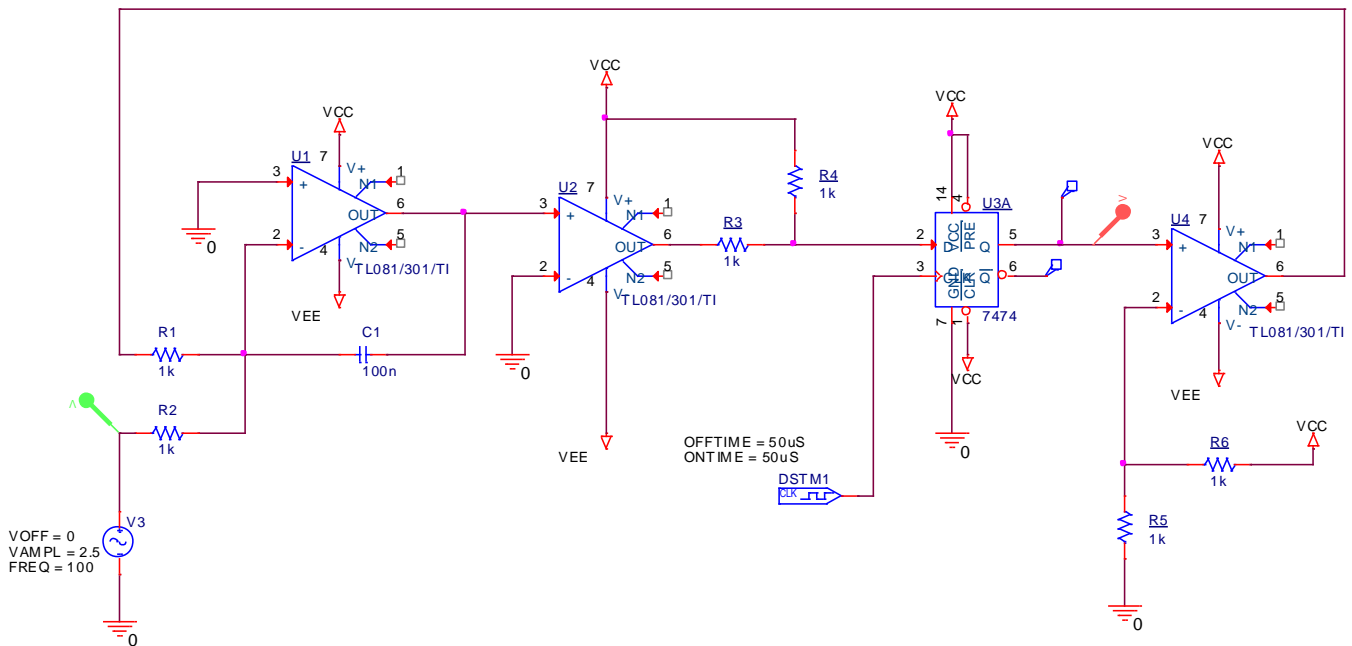 VCC
VCC
VCC
VCC
U1
7
V+
N1
1
3
+
OUT
6
2
-
N2
5
4
V-
TL081/301/TI
VEE
0
U2
7
V+
N1
1
3
+
OUT
6
2
-
N2
5
4
V
TL081/301/TI
VEE
0
R4
1k
R3
1k
14
4
U3A
VCC
PRE
2
D
Q
5
3
CLK
Q
6
GND
CLR
7
1
7474
VCC
0
U4
7
V+
N1
1
3
+
OUT
6
2
-
N2
5
4
V-
TL081/301/TI
VEE
R1
1k
C1
100n
V
V
R2
1k
OFFTIME = 50uS
ONTIME = 50uS
DSTM1
CLK
R6
1k
VCC
R5
1k
0
V3
VOFF = 0
VAMPL = 2.5
FREQ = 100
0